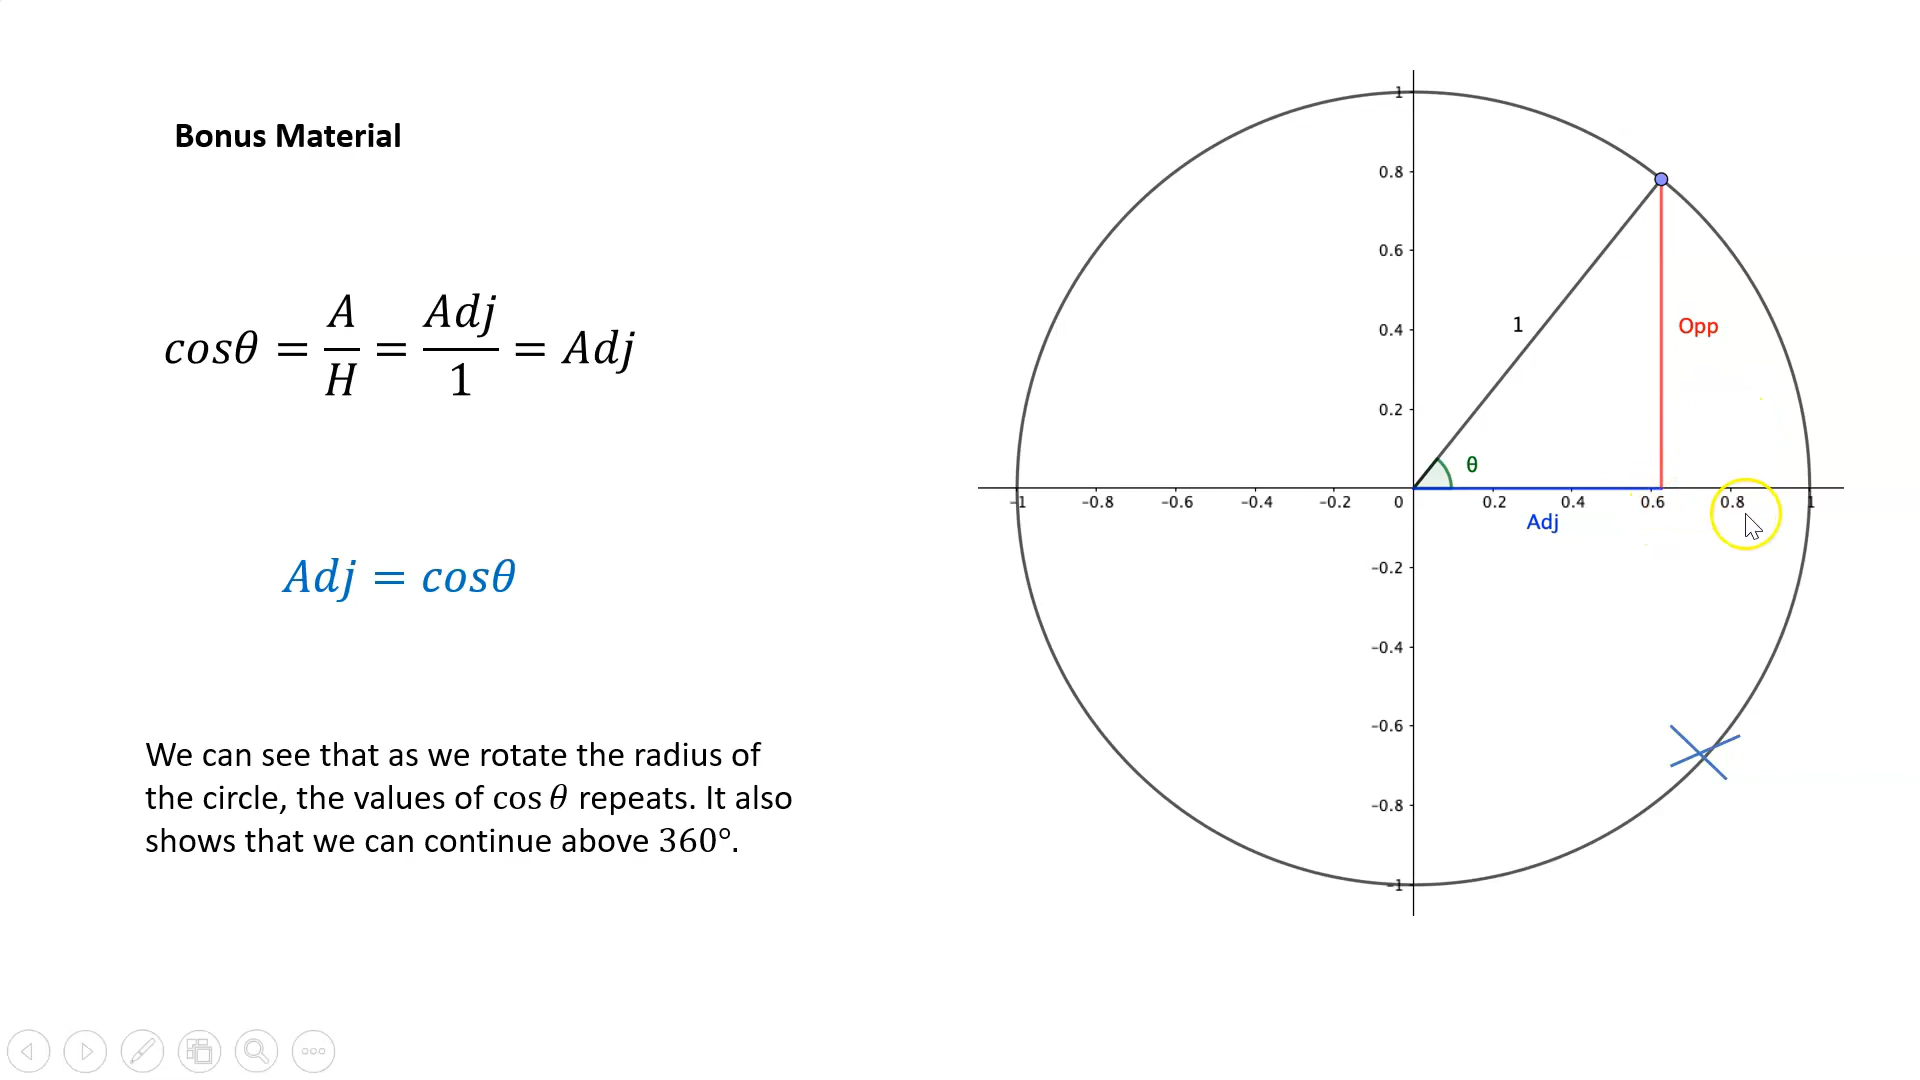 Bonus Material
cosθ = A/H = Adj/1 = Adj
Adj = cosθ
We can see that as we rotate the radius of
the circle, the values of cos θ repeats. It also
shows that we can continue above 360°.
1
0.8
0.6
Opp
1
0.4
0.2
θ
-1 -0.8 -0.6 -0.4 -0.2 0 0.2 0.4 0.6 0.8 1
Adj
-0.2
-0.4
-0.6
-0.8
-1